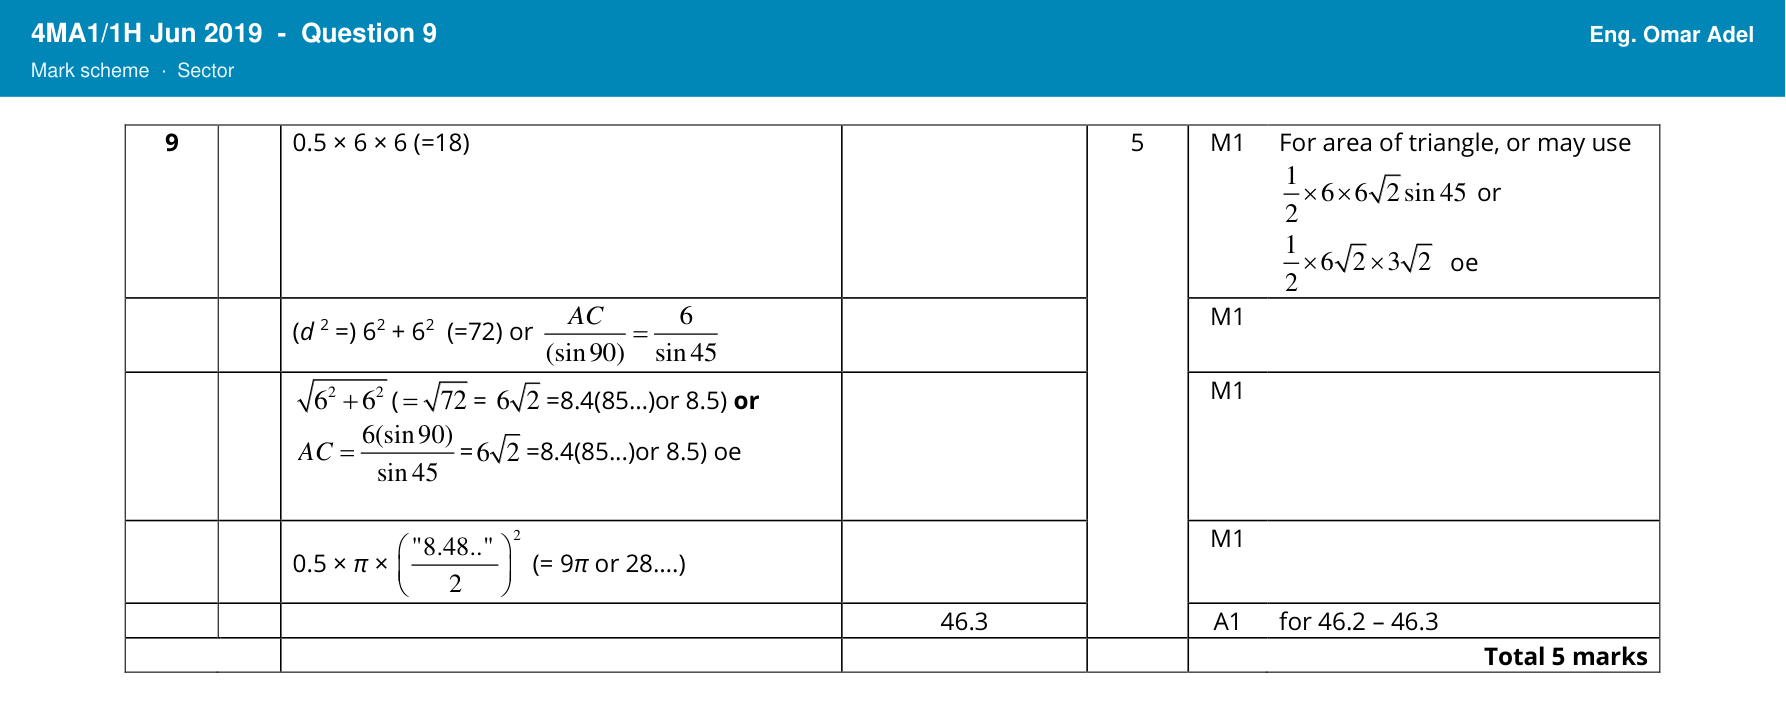 4MA1/1H Jun 2019 - Question 9
Eng. Omar Adel
Mark scheme · Sector
9
0.5 × 6 × 6 (=18)
5
M1 For area of triangle, or may use
1/2 × 6 × 6√2 sin 45 or
1/2 × 6√2 × 3√2 oe
(d ² =) 6² + 6² (=72) or AC/(sin 90) = 6/sin 45
M1
√(6² + 6²) (= √72 = 6√2 =8.4(85...)or 8.5) or
M1
AC = 6(sin 90)/sin 45 = 6√2 =8.4(85...)or 8.5) oe
0.5 × π × ("8.48.."/2)² (= 9π or 28....)
M1
46.3
A1 for 46.2 – 46.3
Total 5 marks